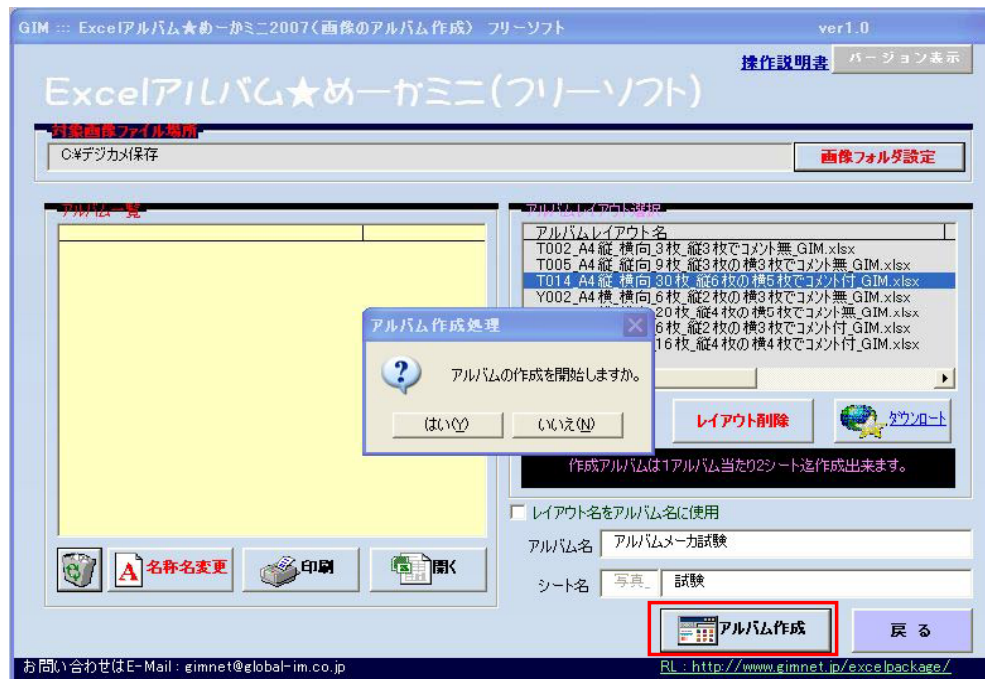 GIM ::: Excelアルバム★めーかミニ2007(画像のアルバム作成) フリーソフト ver1.0
操作説明書 バージョン表示
Excelアルバム★めーかミニ(フリーソフト)
対象画像ファイル場所
C:¥デジカメ保存
画像フォルダ設定
アルバム一覧
アルバムレイアウト選択
アルバムレイアウト名
T002_A4縦_横向_3枚_縦3枚でコメント無_GIM.xlsx
T005_A4縦_縦向_9枚_縦3枚の横3枚でコメント無_GIM.xlsx
T014_A4縦_横向_30枚_縦6枚の横5枚でコメント付_GIM.xlsx
Y002_A4横_横向_6枚_縦2枚の横3枚でコメント無_GIM.xlsx
20枚_縦4枚の横5枚でコメント無_GIM.xlsx
6枚_縦2枚の横3枚でコメント付_GIM.xlsx
16枚_縦4枚の横4枚でコメント付_GIM.xlsx
アルバム作成処理
アルバムの作成を開始しますか。
はい(Y) いいえ(N)
レイアウト削除
ダウンロード
作成アルバムは1アルバム当たり2シート迄作成出来ます。
レイアウト名をアルバム名に使用
アルバム名 アルバムメーカ試験
名称名変更 印刷 開く
シート名 写真_ 試験
アルバム作成 戻る
お問い合わせはE-Mail : gimnet@global-im.co.jp
RL : http://www.gimnet.jp/excelpackage/